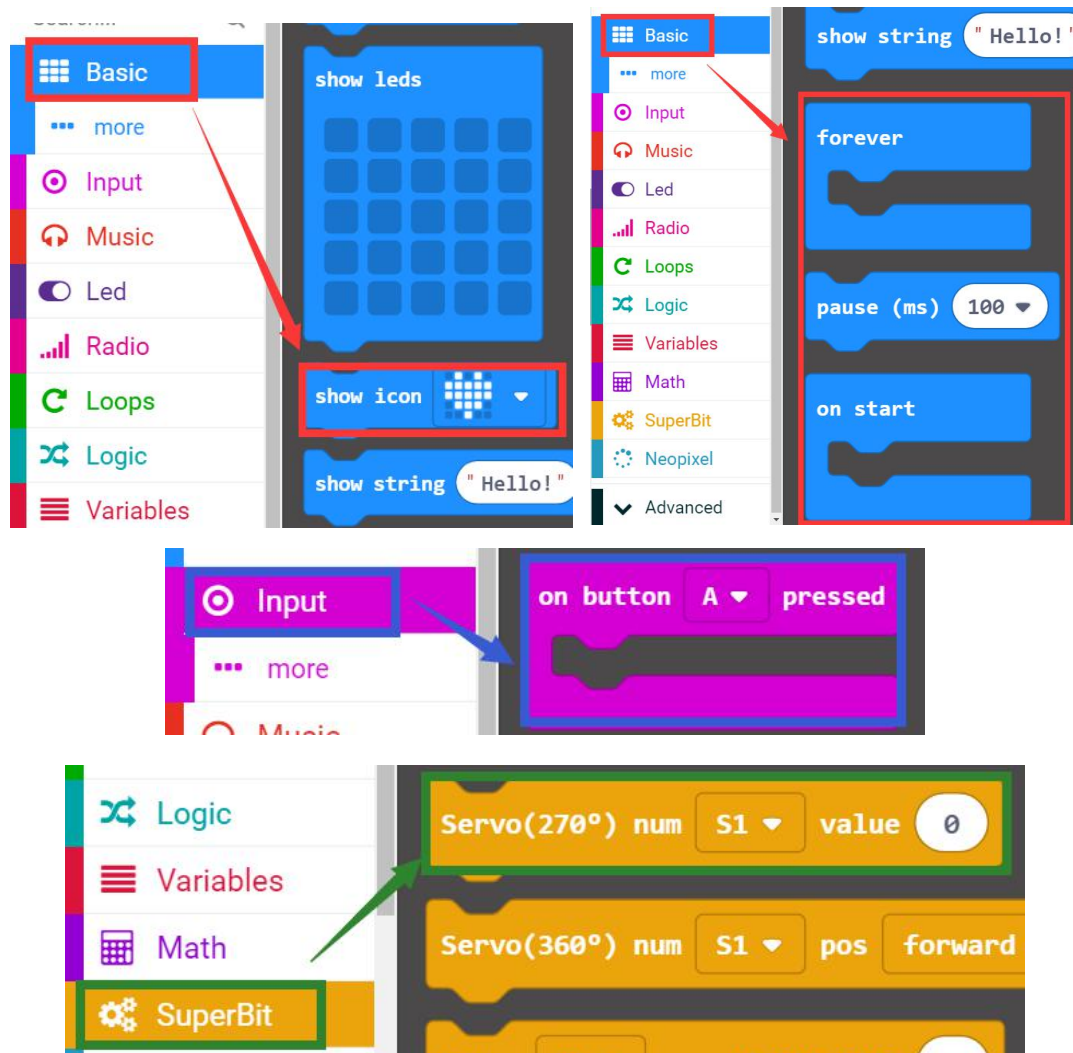 Basic
more
Input
Music
Led
Radio
Loops
Logic
Variables
show leds
show icon
show string "Hello!"
Basic
more
Input
Music
Led
Radio
Loops
Logic
Variables
Math
SuperBit
Neopixel
Advanced
show string "Hello!"
forever
pause (ms) 100
on start
Input
more
on button A pressed
Logic
Variables
Math
SuperBit
Servo(270°) num S1 value 0
Servo(360°) num S1 pos forward